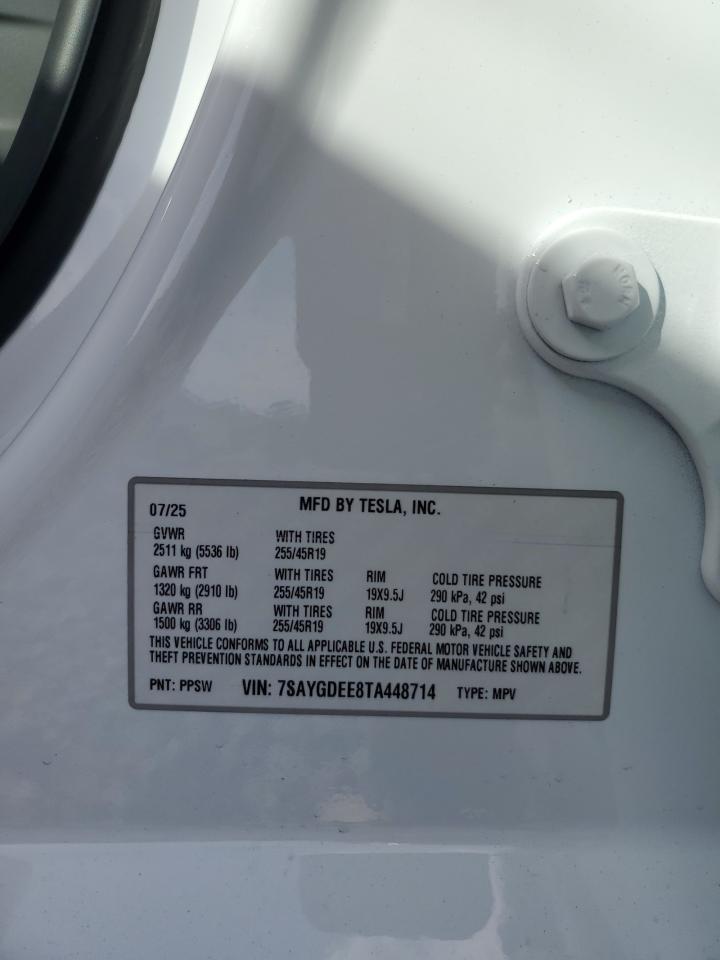 07/25 MFD BY TESLA, INC.
GVWR WITH TIRES
2511 kg (5536 lb) 255/45R19
GAWR FRT WITH TIRES RIM COLD TIRE PRESSURE
1320 kg (2910 lb) 255/45R19 19X9.5J 290 kPa, 42 psi
GAWR RR WITH TIRES RIM COLD TIRE PRESSURE
1500 kg (3306 lb) 255/45R19 19X9.5J 290 kPa, 42 psi
THIS VEHICLE CONFORMS TO ALL APPLICABLE U.S. FEDERAL MOTOR VEHICLE SAFETY AND
THEFT PREVENTION STANDARDS IN EFFECT ON THE DATE OF MANUFACTURE SHOWN ABOVE.
PNT: PPSW VIN: 7SAYGDEE8TA448714 TYPE: MPV